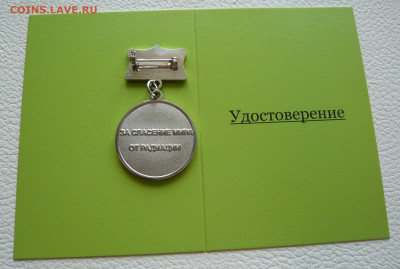 COINS.LAVE.RU
ЗА СПАСЕНИЕ МИРА
ОТ РАДИАЦИИ
Удостоверение